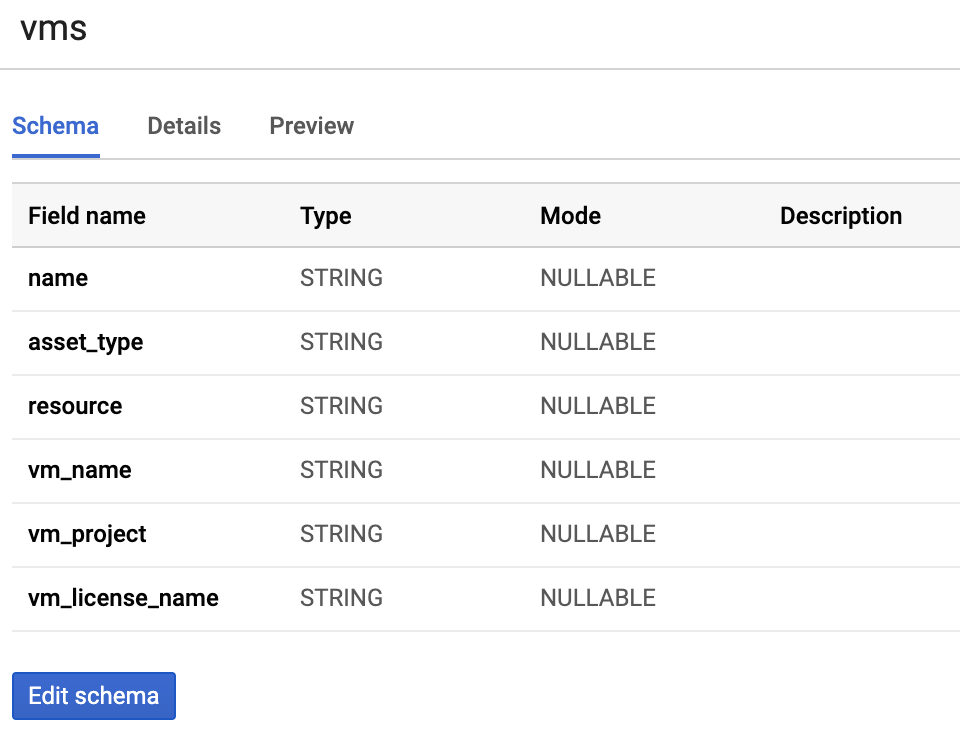 vms
Schema Details Preview
Field name Type Mode Description
name STRING NULLABLE
asset_type STRING NULLABLE
resource STRING NULLABLE
vm_name STRING NULLABLE
vm_project STRING NULLABLE
vm_license_name STRING NULLABLE
Edit schema